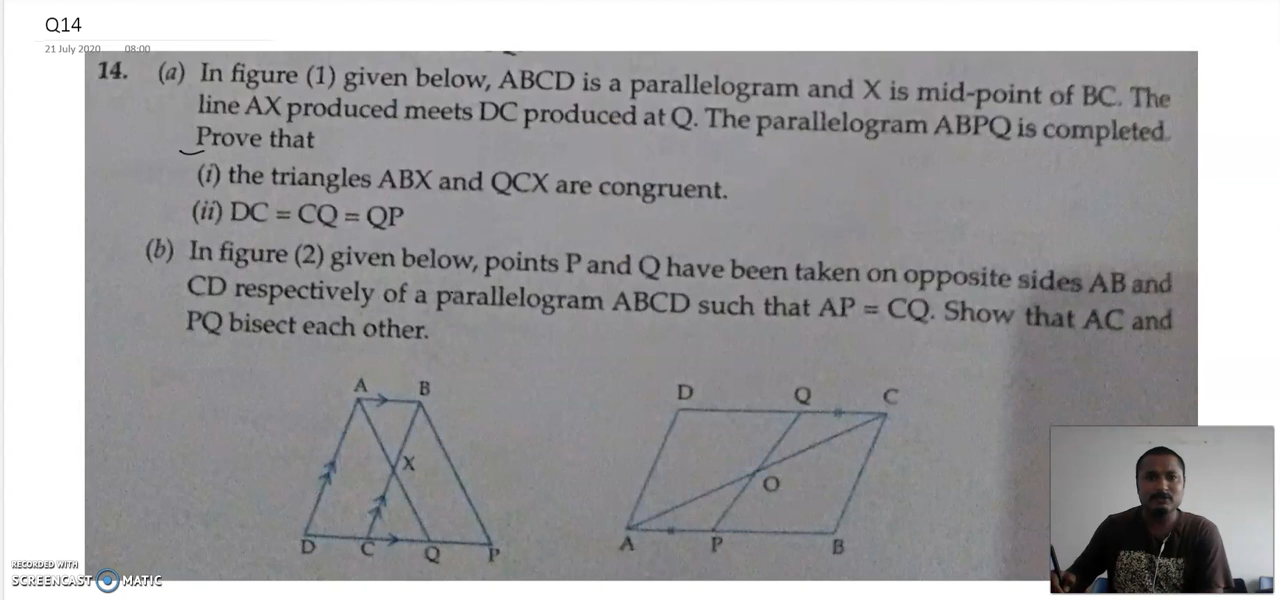 Q14
21 July 2020 08:00
14. (a) In figure (1) given below, ABCD is a parallelogram and X is mid-point of BC. The
line AX produced meets DC produced at Q. The parallelogram ABPQ is completed.
Prove that
(i) the triangles ABX and QCX are congruent.
(ii) DC = CQ = QP
(b) In figure (2) given below, points P and Q have been taken on opposite sides AB and
CD respectively of a parallelogram ABCD such that AP = CQ. Show that AC and
PQ bisect each other.
A B
X
D C Q P
D Q C
O
A P B
RECORDED WITH
SCREENCAST MATIC